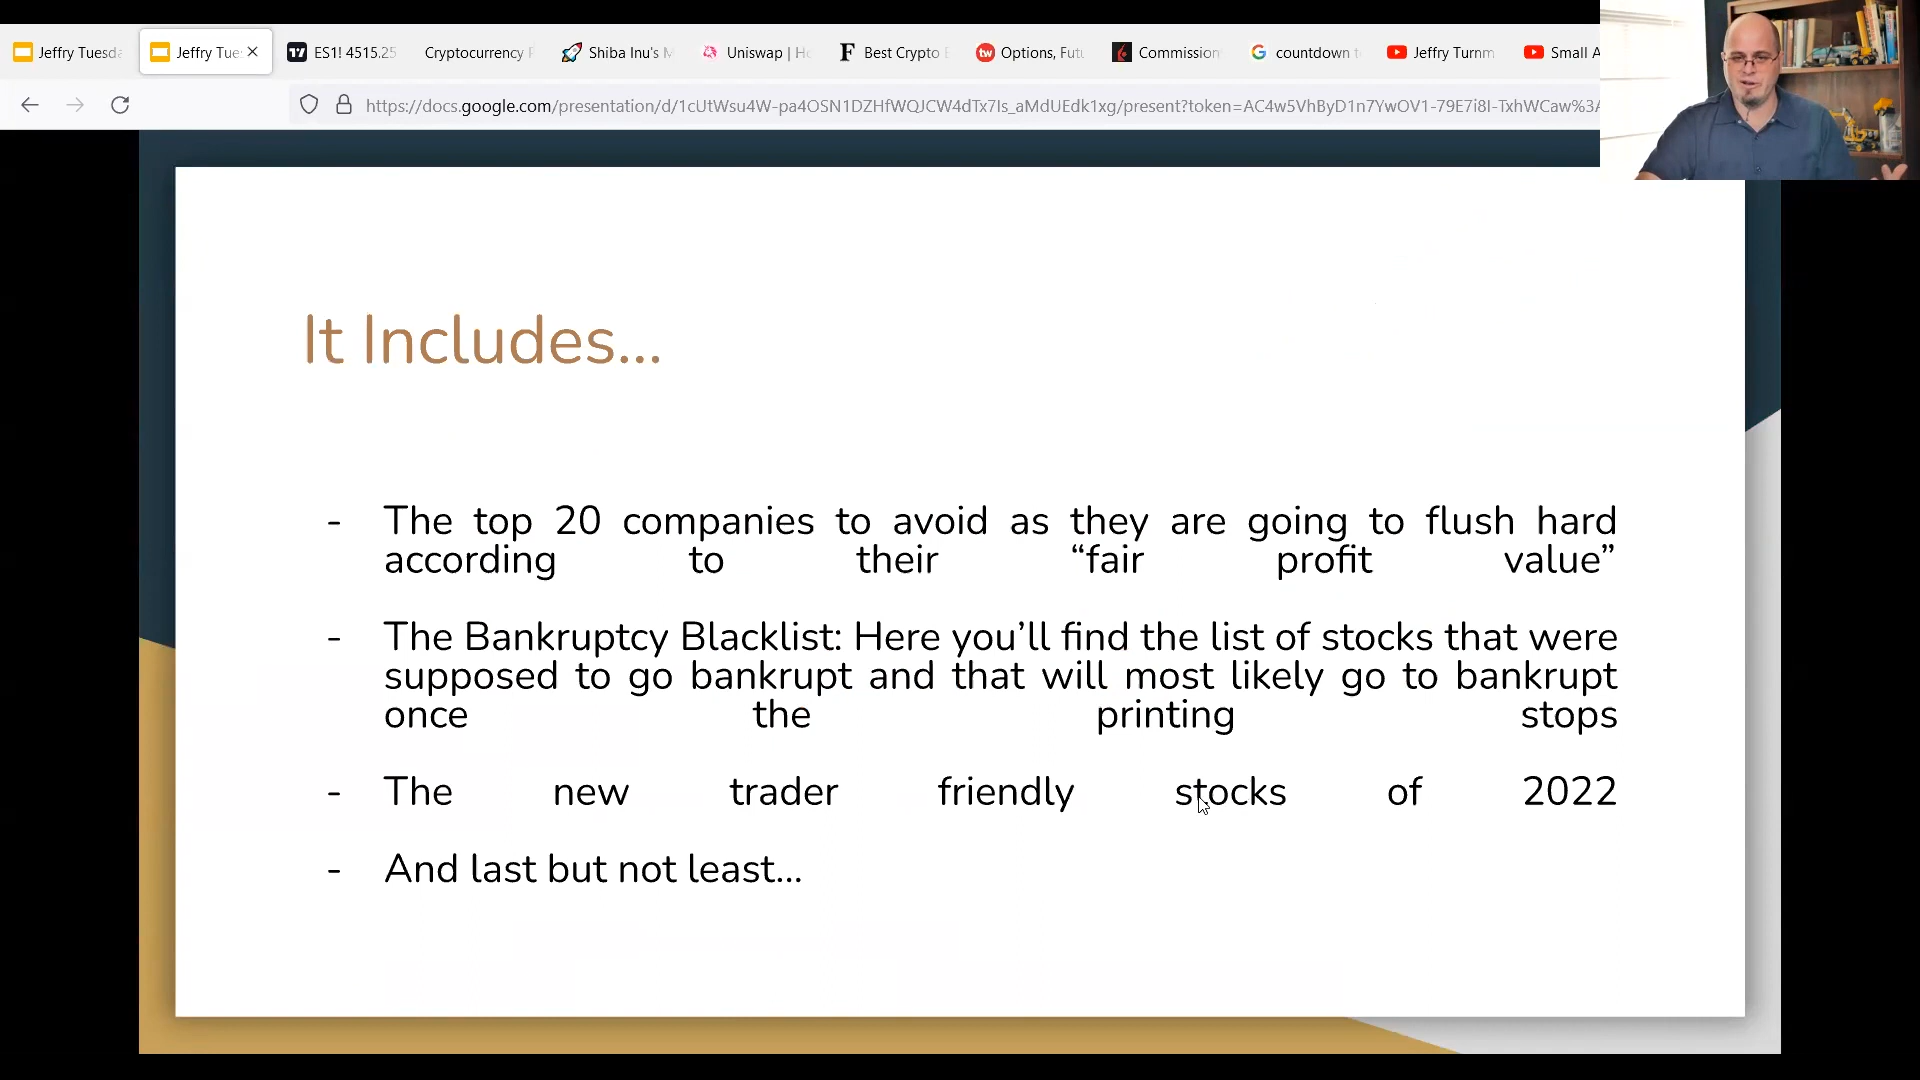 Jeffry Tuesda
Jeffry Tues
ES1! 4515.25
Cryptocurrency P
Shiba Inu's M
Uniswap | Ho
Best Crypto E
Options, Futu
Commission
countdown t
Jeffry Turnm
Small A
https://docs.google.com/presentation/d/1cUtWsu4W-pa4OSN1DZHfWQJCW4dTx7Is_aMdUEdk1xg/present?token=AC4w5VhByD1n7YwOV1-79E7i8I-TxhWCaw%3A
It Includes...
- The top 20 companies to avoid as they are going to flush hard
according to their “fair profit value”
- The Bankruptcy Blacklist: Here you’ll find the list of stocks that were
supposed to go bankrupt and that will most likely go to bankrupt
once the printing stops
- The new trader friendly stocks of 2022
- And last but not least...